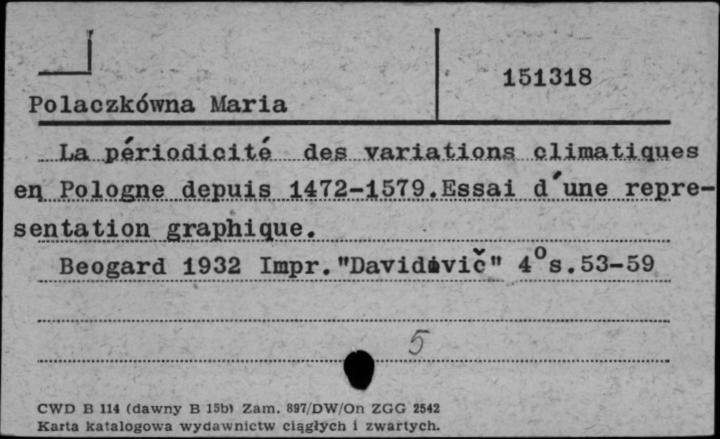 151318
Polaczkówna Maria
La périodicité des variations climatiques
en Pologne depuis 1472-1579.Essai d'une repre-
sentation graphique.
Beogard 1932 Impr."Davidovič" 4°s.53-59
5
CWD B 114 (dawny B 15b) Zam. 897/DW/On ZGG 2542
Karta katalogowa wydawnictw ciągłych i zwartych.